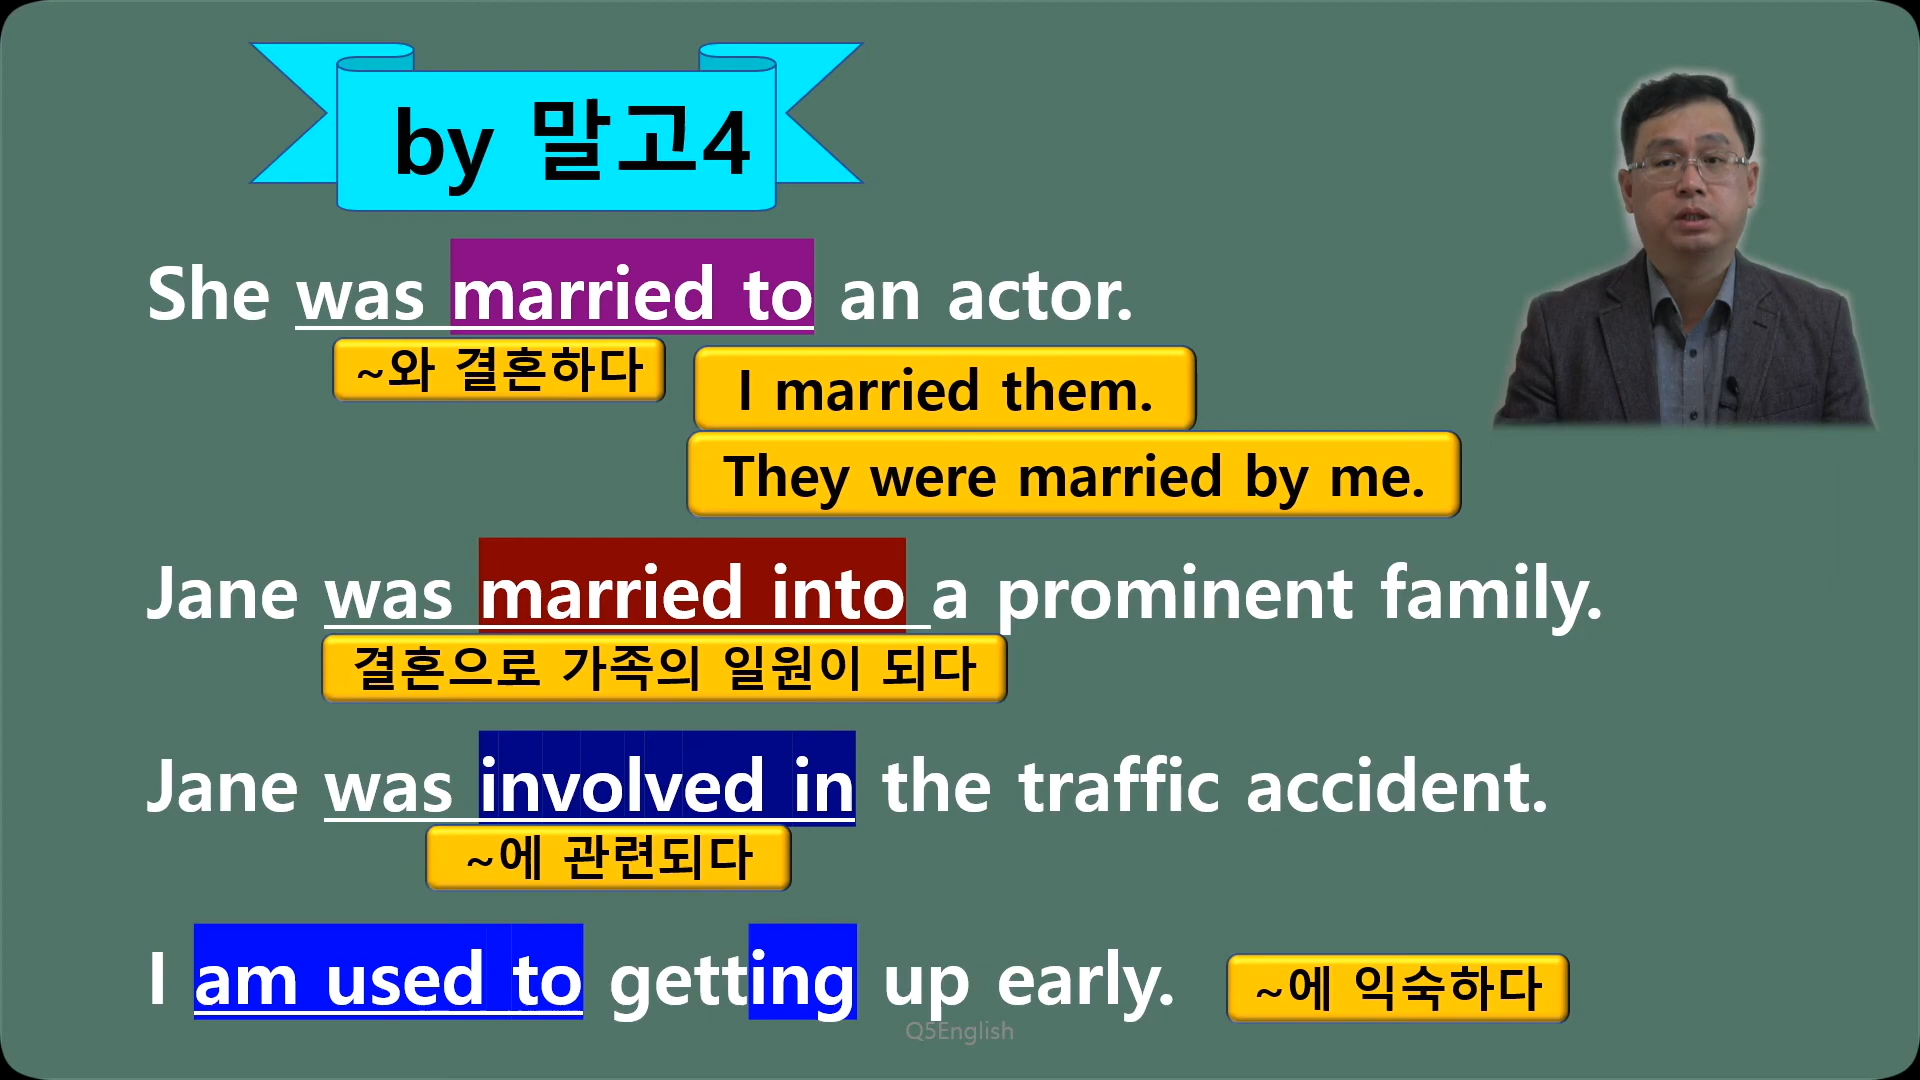 by 말고4
She was married to an actor.
~와 결혼하다
I married them.
They were married by me.
Jane was married into a prominent family.
결혼으로 가족의 일원이 되다
Jane was involved in the traffic accident.
~에 관련되다
I am used to getting up early.
~에 익숙하다
Q5English